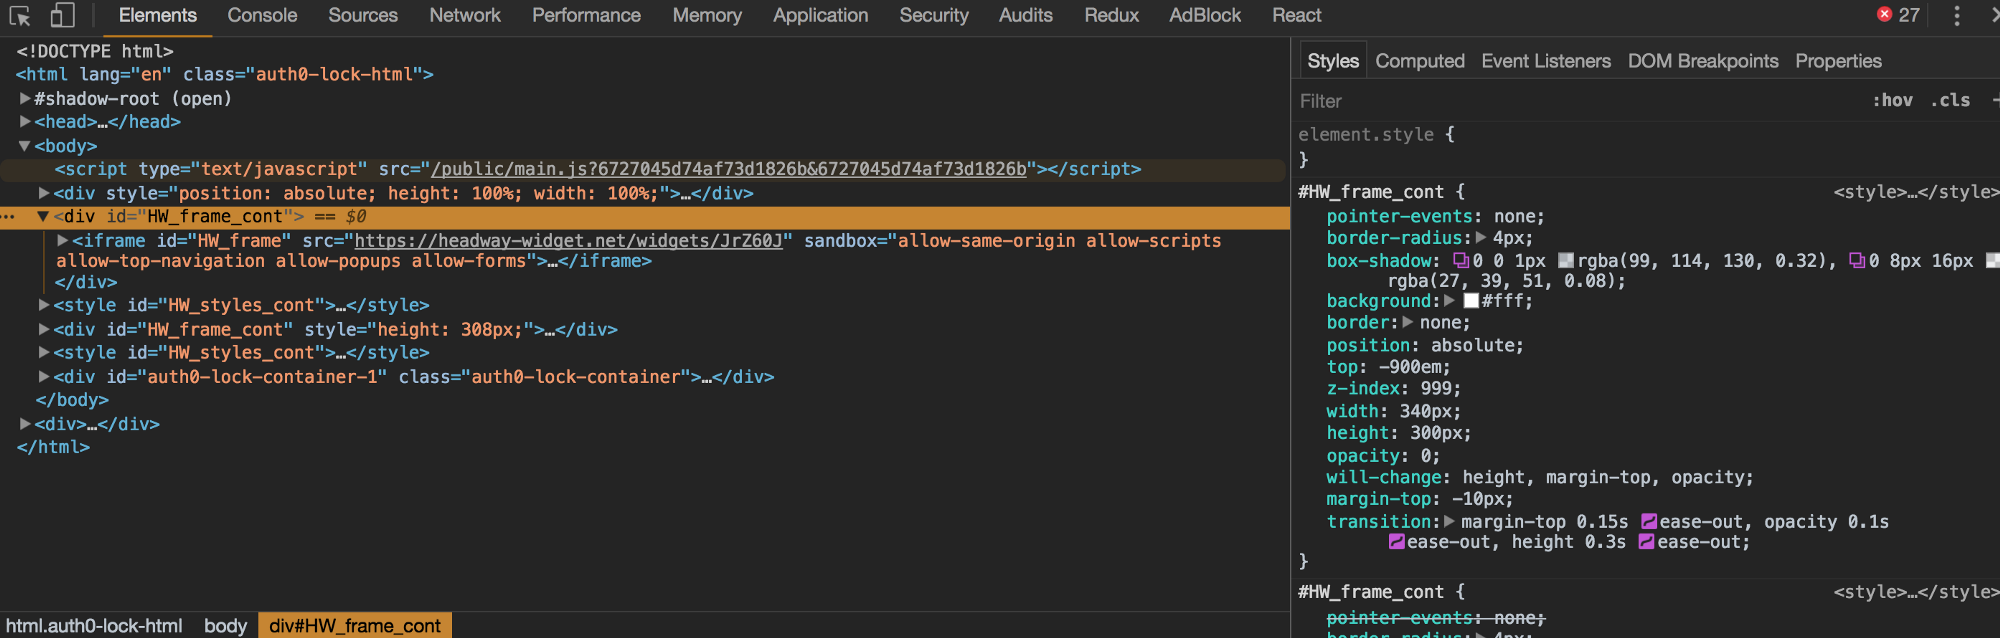 Elements Console Sources Network Performance Memory Application Security Audits Redux AdBlock React 27
<!DOCTYPE html>
<html lang="en" class="auth0-lock-html">
#shadow-root (open)
<head>…</head>
<body>
<script type="text/javascript" src="/public/main.js?6727045d74af73d1826b&6727045d74af73d1826b"></script>
<div style="position: absolute; height: 100%; width: 100%;">…</div>
<div id="HW_frame_cont"> == $0
<iframe id="HW_frame" src="https://headway-widget.net/widgets/JrZ60J" sandbox="allow-same-origin allow-scripts
allow-top-navigation allow-popups allow-forms">…</iframe>
</div>
<style id="HW_styles_cont">…</style>
<div id="HW_frame_cont" style="height: 308px;">…</div>
<style id="HW_styles_cont">…</style>
<div id="auth0-lock-container-1" class="auth0-lock-container">…</div>
</body>
<div>…</div>
</html>
html.auth0-lock-html body div#HW_frame_cont
Styles Computed Event Listeners DOM Breakpoints Properties
Filter :hov .cls +
element.style {
}
#HW_frame_cont { <style>…</style>
pointer-events: none;
border-radius: 4px;
box-shadow: 0 0 1px rgba(99, 114, 130, 0.32), 0 8px 16px
rgba(27, 39, 51, 0.08);
background: #fff;
border: none;
position: absolute;
top: -900em;
z-index: 999;
width: 340px;
height: 300px;
opacity: 0;
will-change: height, margin-top, opacity;
margin-top: -10px;
transition: margin-top 0.15s ease-out, opacity 0.1s
ease-out, height 0.3s ease-out;
}
#HW_frame_cont { <style>…</style>
pointer-events: none;
border-radius: 4px;